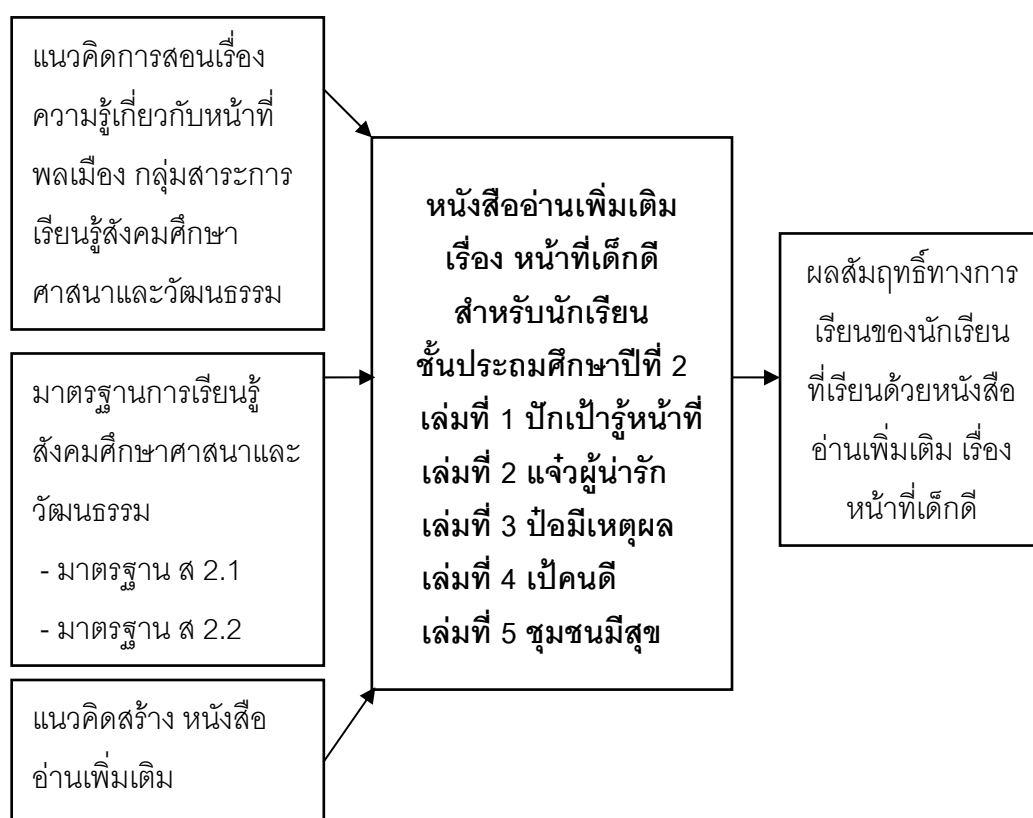 แนวคิดการสอนเรื่อง
ความรู้เกี่ยวกับหน้าที่
พลเมือง กลุ่มสาระการ
เรียนรู้สังคมศึกษา
ศาสนาและวัฒนธรรม
มาตรฐานการเรียนรู้
สังคมศึกษาศาสนาและ
วัฒนธรรม
- มาตรฐาน ส 2.1
- มาตรฐาน ส 2.2
แนวคิดสร้าง หนังสือ
อ่านเพิ่มเติม
หนังสืออ่านเพิ่มเติม
เรื่อง หน้าที่เด็กดี
สำหรับนักเรียน
ชั้นประถมศึกษาปีที่ 2
เล่มที่ 1 ปักเป้ารู้หน้าที่
เล่มที่ 2 แจ๋วผู้น่ารัก
เล่มที่ 3 ป๋อมีเหตุผล
เล่มที่ 4 เป้คนดี
เล่มที่ 5 ชุมชนมีสุข
ผลสัมฤทธิ์ทางการ
เรียนของนักเรียน
ที่เรียนด้วยหนังสือ
อ่านเพิ่มเติม เรื่อง
หน้าที่เด็กดี